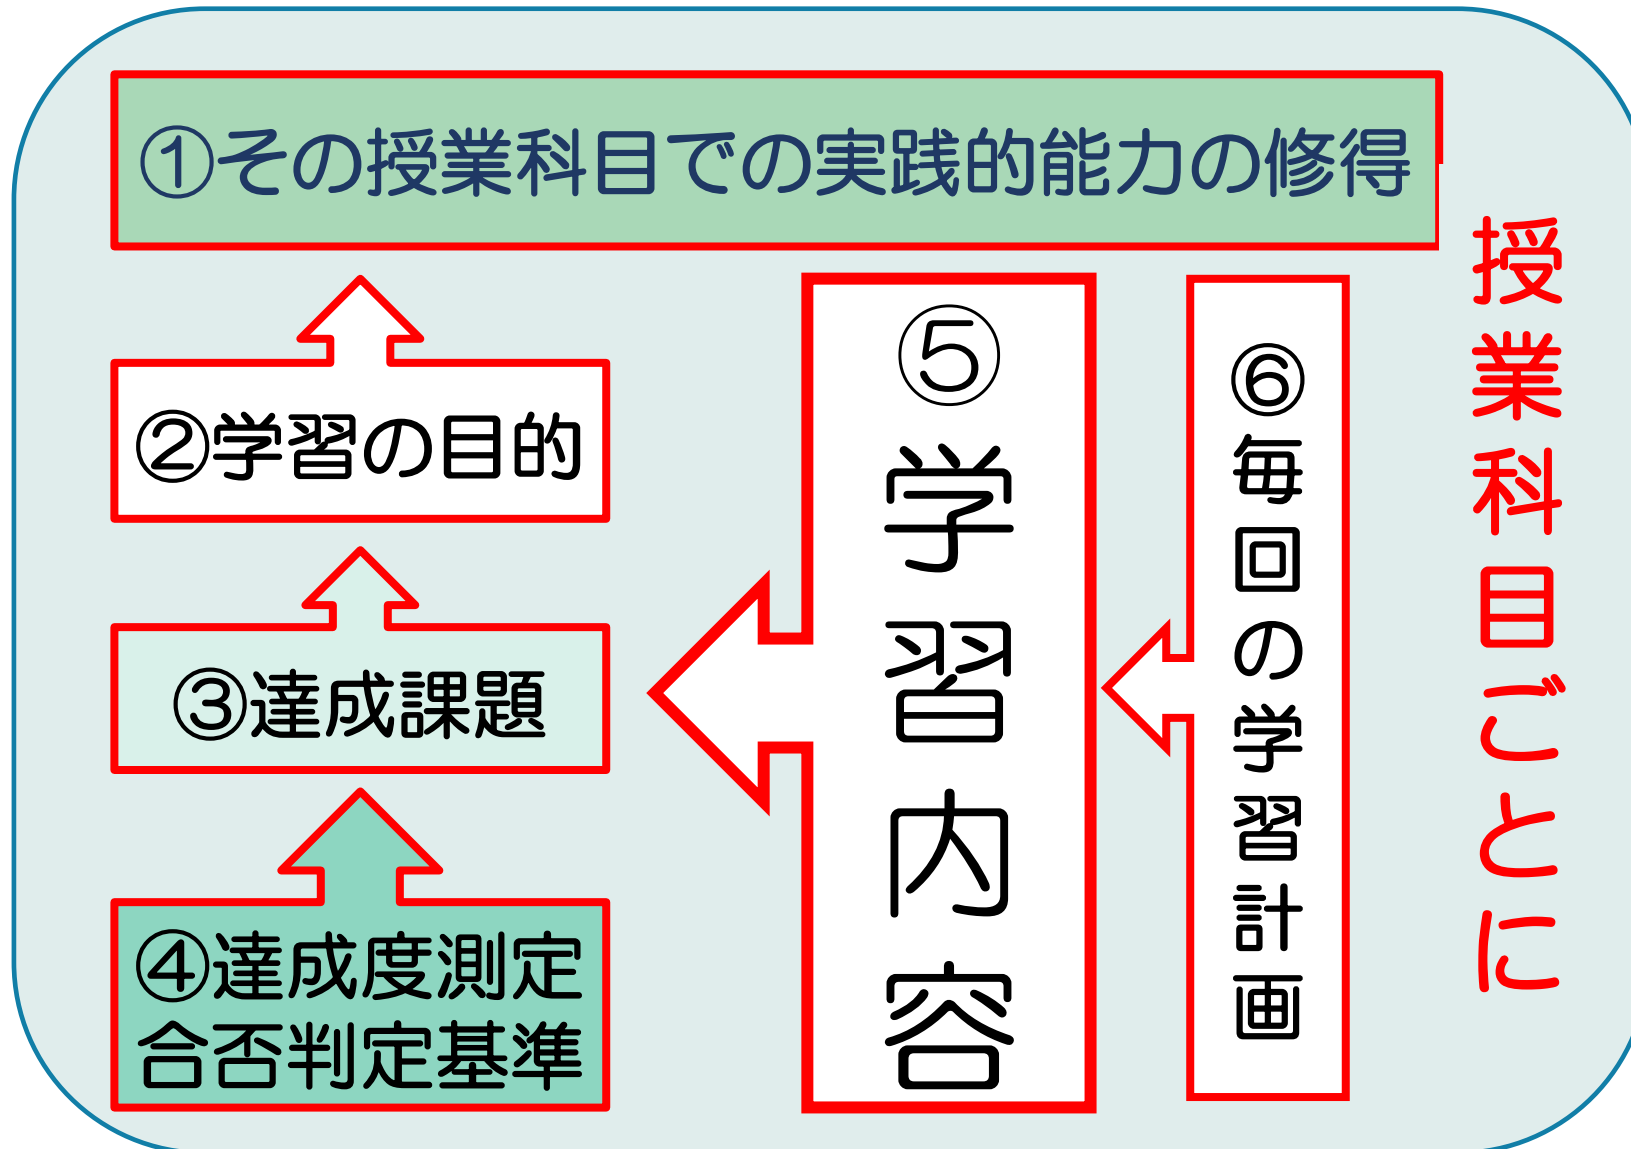 ①その授業科目での実践的能力の修得
②学習の目的
③達成課題
④達成度測定
合否判定基準
⑤学習内容
⑥毎回の学習計画
授業科目ごとに